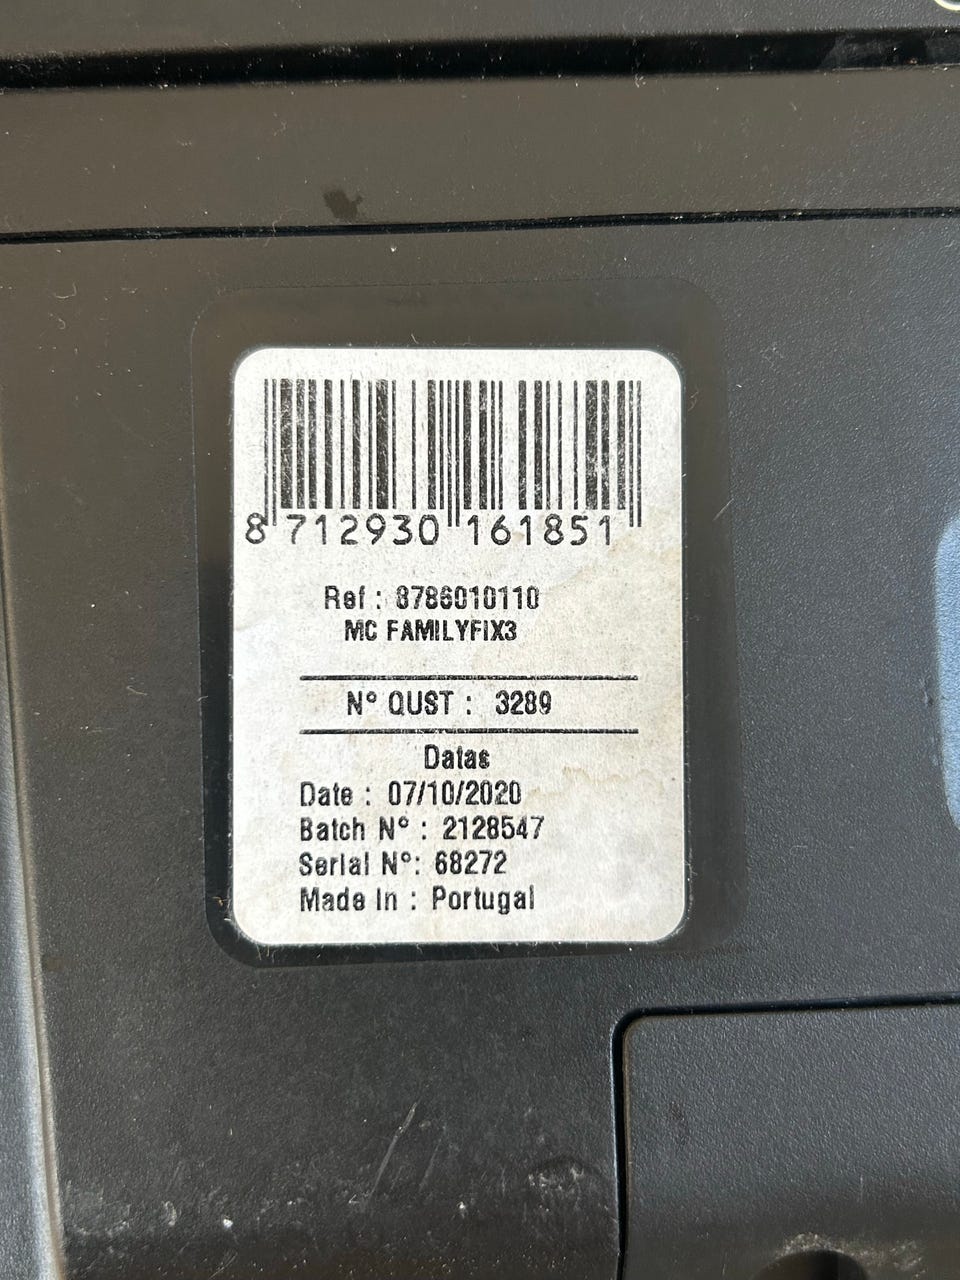 8 712930 161851
Ref : 8786010110
MC FAMILYFIX3
N° QUST : 3289
Datas
Date : 07/10/2020
Batch N° : 2128547
Serial N°: 68272
Made In : Portugal